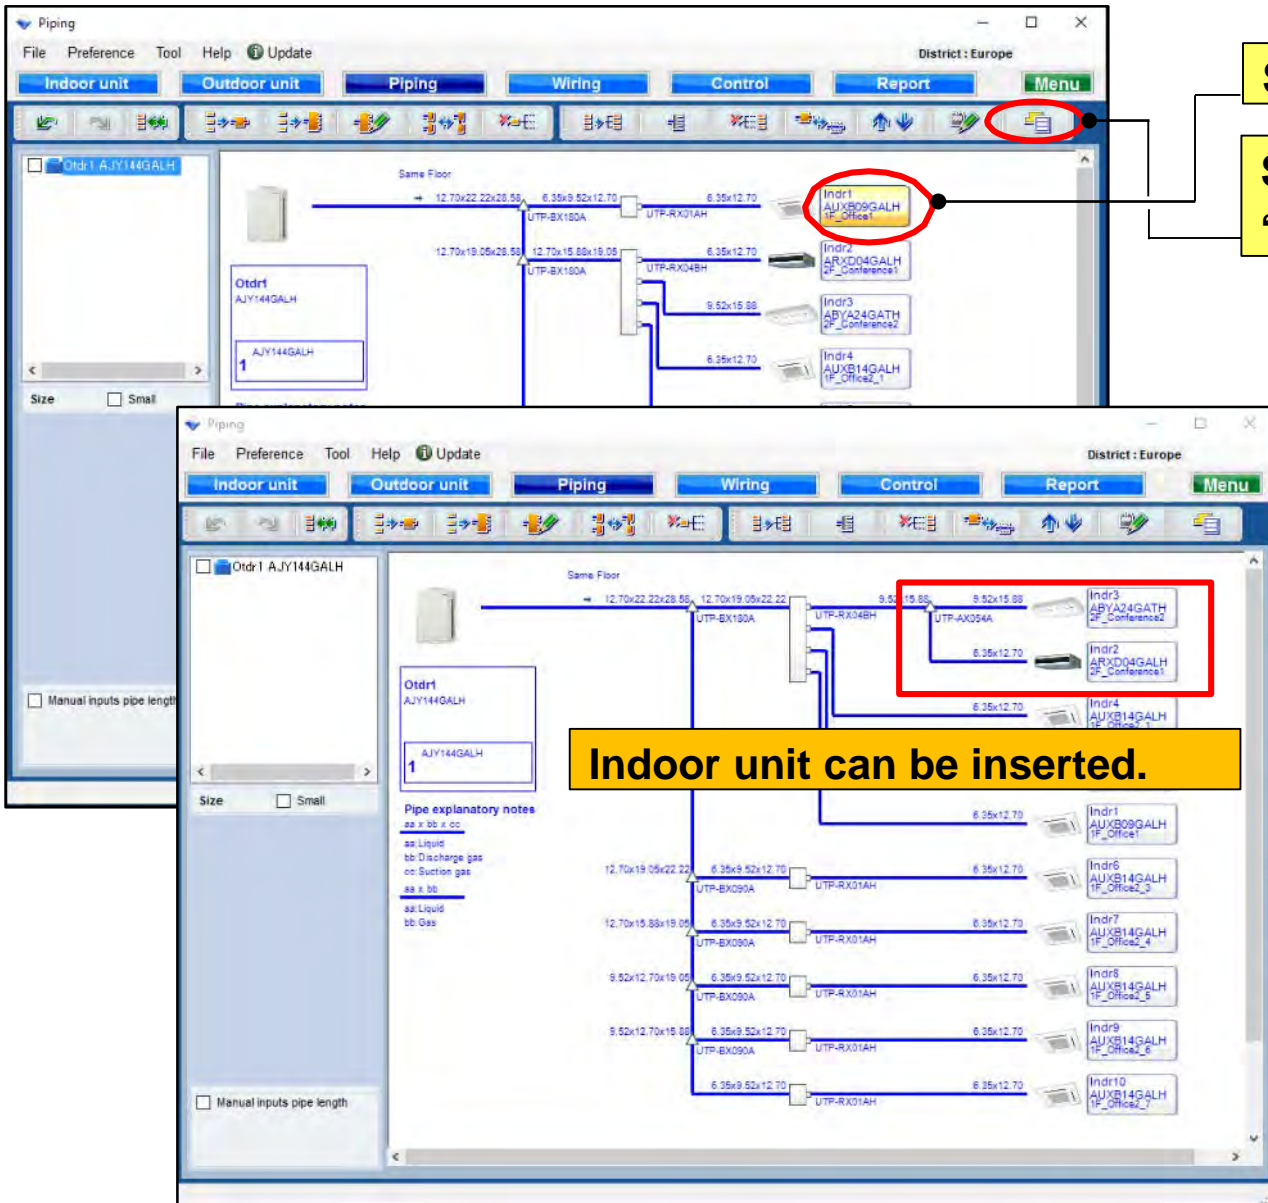 Piping
File Preference Tool Help Update
District : Europe
Indoor unit Outdoor unit Piping Wiring Control Report Menu
Otdr1 AJY144GALH
Same Floor
12.70x22.22x28.58 6.35x9.52x12.70 6.35x12.70
UTP-BX180A UTP-RX01AH
Indr1
AUXB09GALH
1F_Office1
12.70x19.05x28.58 12.70x15.88x19.05 6.35x12.70
UTP-BX180A UTP-RX04BH
Indr2
ARXD04GALH
2F_Conference1
Otdr1
AJY144GALH
9.52x15.88
Indr3
ABYA24GATH
2F_Conference2
AJY144GALH
1
6.35x12.70
Indr4
AUXB14GALH
1F_Office2_1
Size Small
Manual inputs pipe length
S
S
“
Piping
File Preference Tool Help Update
District : Europe
Indoor unit Outdoor unit Piping Wiring Control Report Menu
Otdr1 AJY144GALH
Same Floor
12.70x22.22x28.58 12.70x19.05x22.22 9.52x15.88 9.52x15.88
UTP-BX180A UTP-RX04BH UTP-AX054A
Indr3
ABYA24GATH
2F_Conference2
6.35x12.70
Indr2
ARXD04GALH
2F_Conference1
Otdr1
AJY144GALH
6.35x12.70
Indr4
AUXB14GALH
1F_Office2_1
AJY144GALH
1
Indoor unit can be inserted.
Size Small
Pipe explanatory notes
aa x bb x cc
aa:Liquid
bb:Discharge gas
cc:Suction gas
aa x bb
aa:Liquid
bb:Gas
6.35x12.70
Indr1
AUXB09GALH
1F_Office1
12.70x19.05x22.22 6.35x9.52x12.70 6.35x12.70
UTP-BX090A UTP-RX01AH
Indr6
AUXB14GALH
1F_Office2_3
12.70x15.88x19.05 6.35x9.52x12.70 6.35x12.70
UTP-BX090A UTP-RX01AH
Indr7
AUXB14GALH
1F_Office2_4
9.52x12.70x19.05 6.35x9.52x12.70 6.35x12.70
UTP-BX090A UTP-RX01AH
Indr8
AUXB14GALH
1F_Office2_5
9.52x12.70x15.88 6.35x9.52x12.70 6.35x12.70
UTP-BX090A UTP-RX01AH
Indr9
AUXB14GALH
1F_Office2_6
6.35x9.52x12.70 6.35x12.70
UTP-RX01AH
Indr10
AUXB14GALH
1F_Office2_7
Manual inputs pipe length